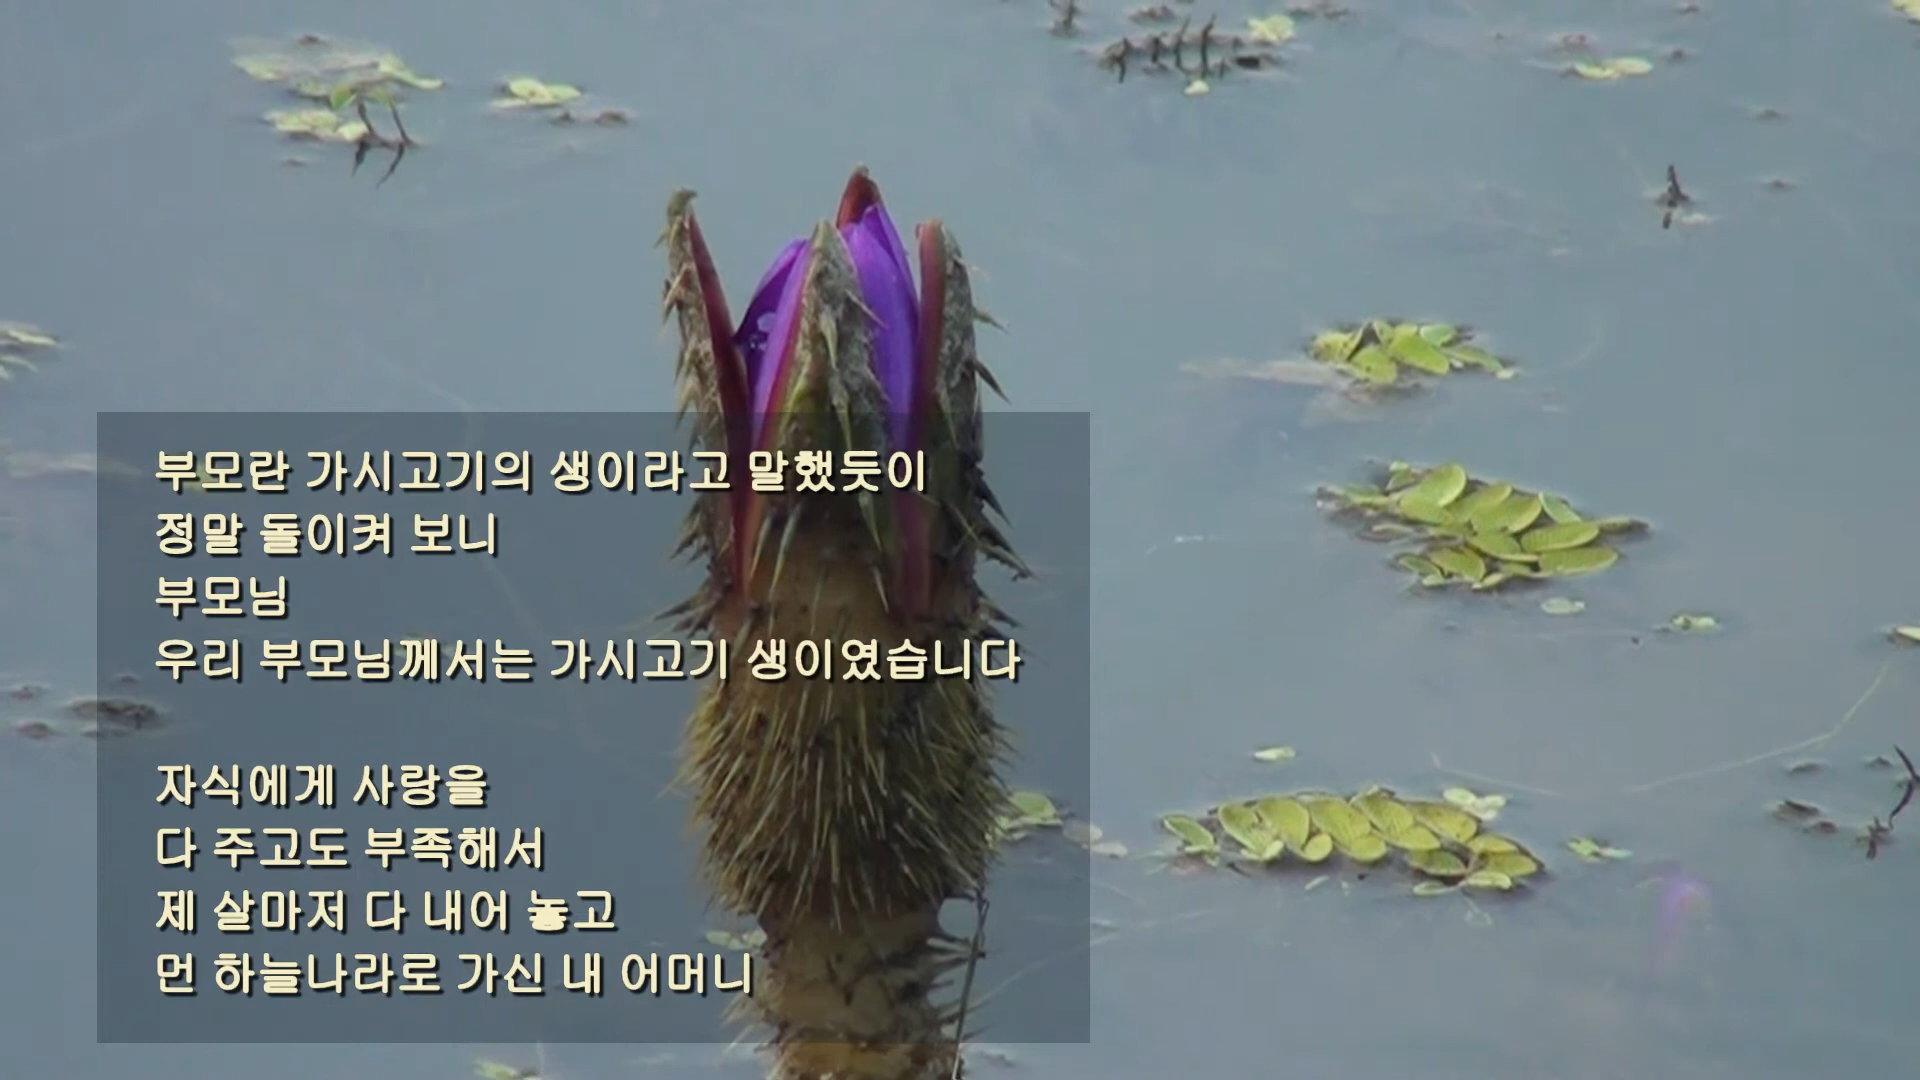 부모란 가시고기의 생이라고 말했듯이
정말 돌이켜 보니
부모님
우리 부모님께서는 가시고기 생이였습니다
자식에게 사랑을
다 주고도 부족해서
제 살마저 다 내어 놓고
먼 하늘나라로 가신 내 어머니